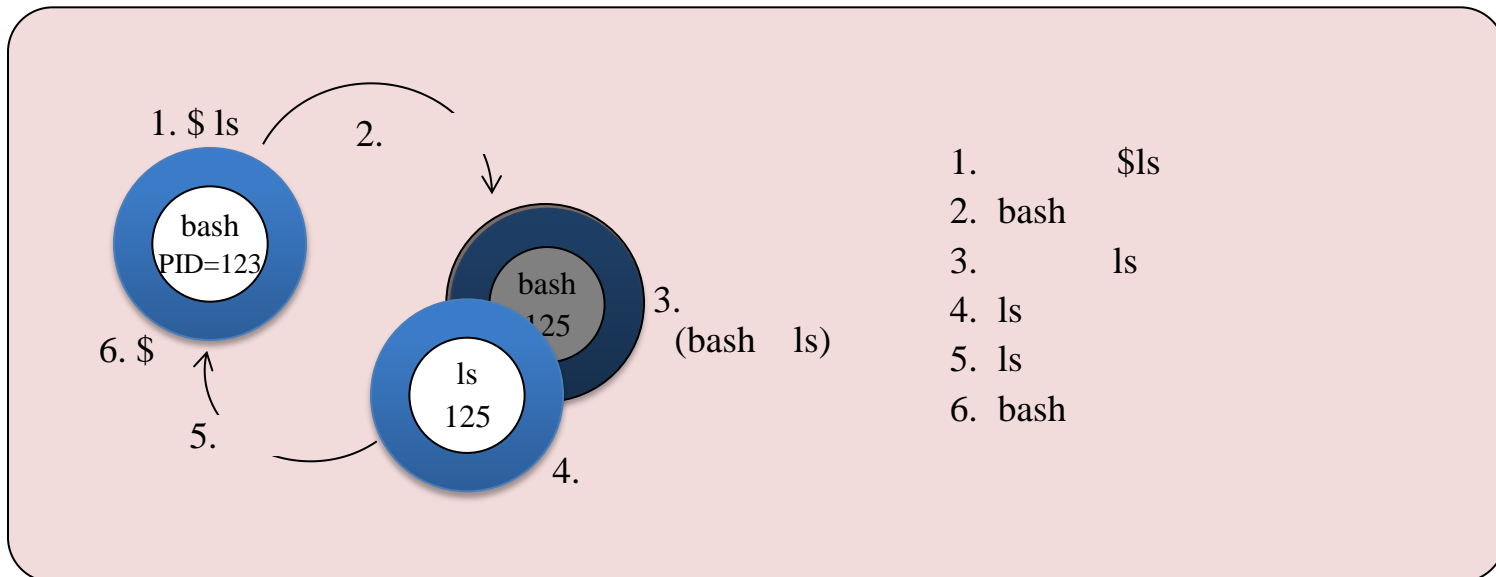 1. $ ls
2.
bash
PID=123
bash
125
3.
(bash ls)
6. $
ls
125
5.
4.
1. $ls
2. bash
3. ls
4. ls
5. ls
6. bash